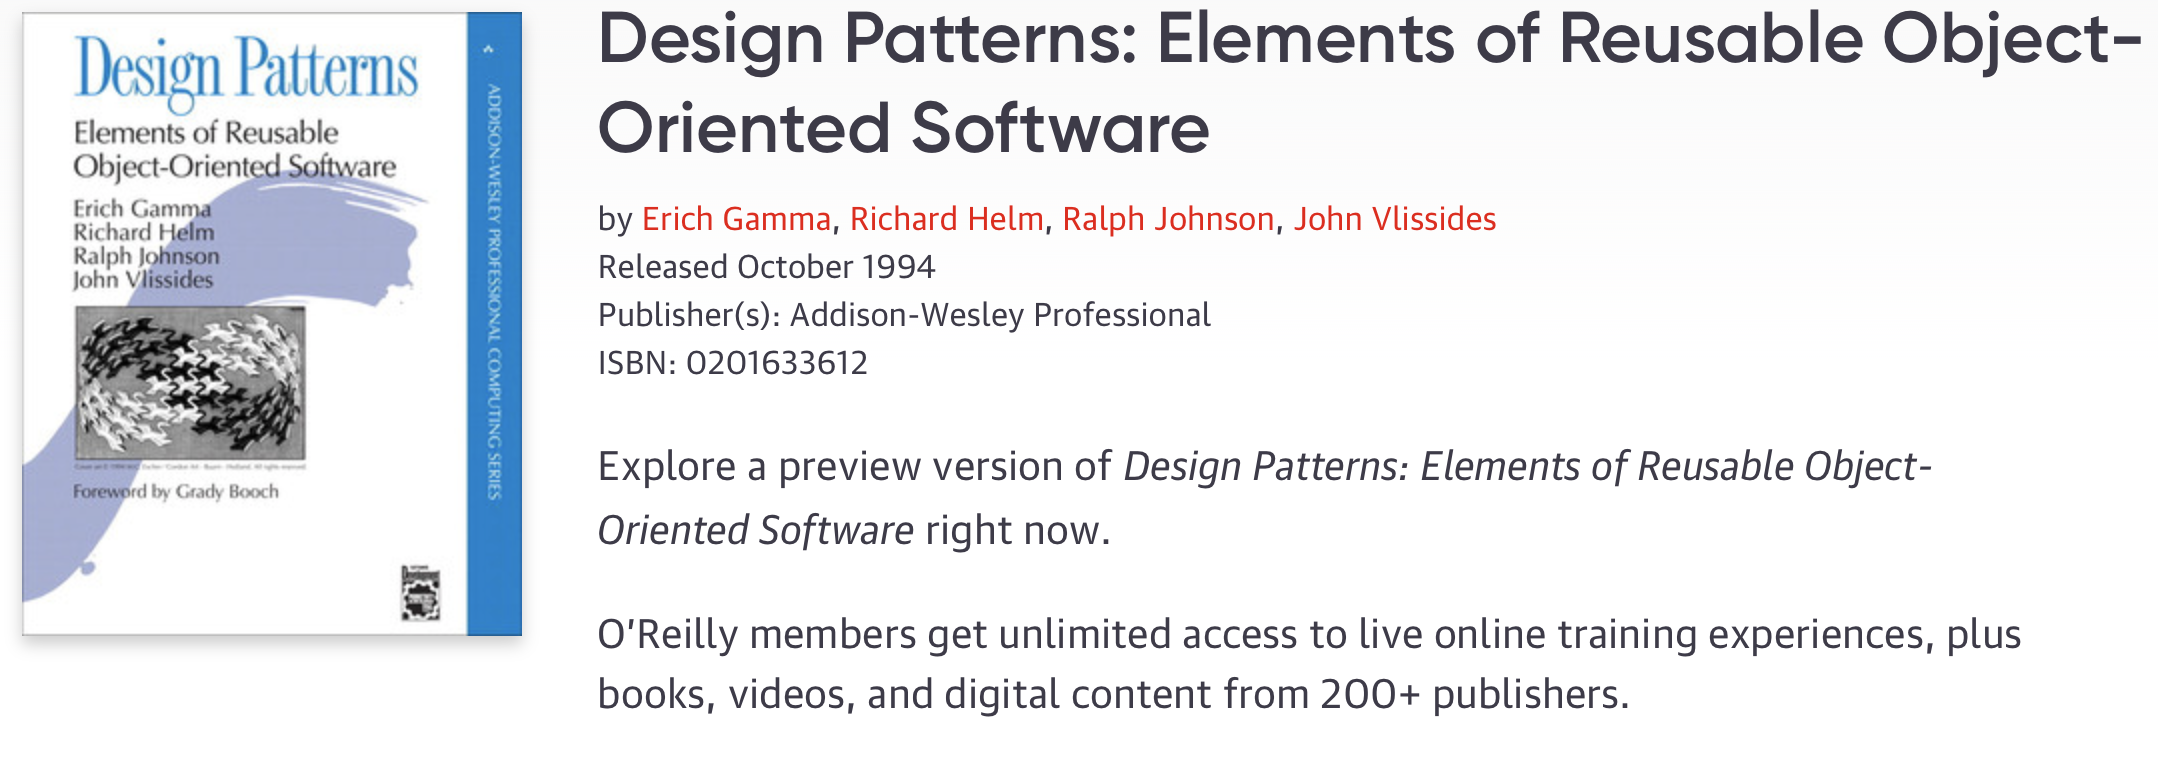 Design Patterns
Elements of Reusable
Object-Oriented Software
Erich Gamma
Richard Helm
Ralph Johnson
John Vlissides
Foreword by Grady Booch
ADDISON-WESLEY PROFESSIONAL COMPUTING SERIES
Design Patterns: Elements of Reusable Object-
Oriented Software
by Erich Gamma, Richard Helm, Ralph Johnson, John Vlissides
Released October 1994
Publisher(s): Addison-Wesley Professional
ISBN: 0201633612
Explore a preview version of Design Patterns: Elements of Reusable Object-
Oriented Software right now.
O’Reilly members get unlimited access to live online training experiences, plus
books, videos, and digital content from 200+ publishers.